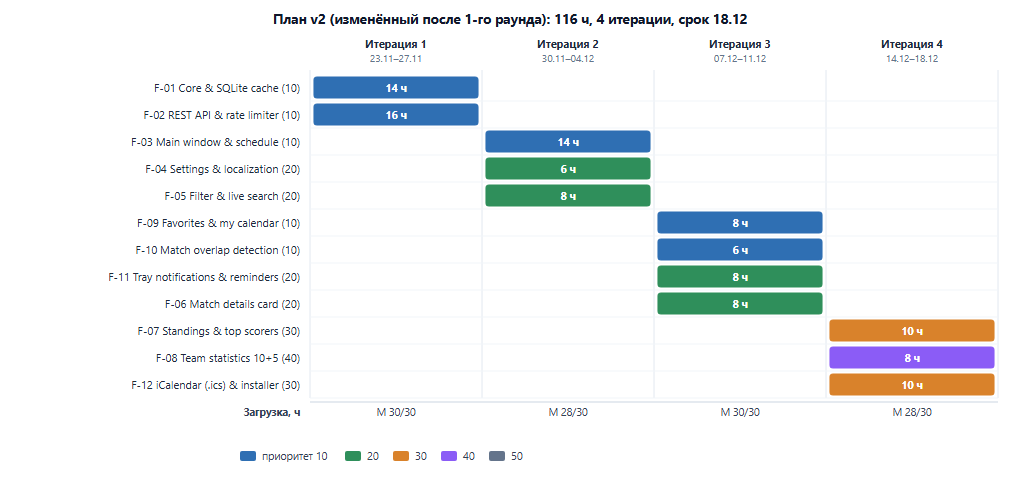 План v2 (изменённый после 1-го раунда): 116 ч, 4 итерации, срок 18.12
Итерация 1 Итерация 2 Итерация 3 Итерация 4
23.11–27.11 30.11–04.12 07.12–11.12 14.12–18.12
F-01 Core & SQLite cache (10) 14 ч
F-02 REST API & rate limiter (10) 16 ч
F-03 Main window & schedule (10) 14 ч
F-04 Settings & localization (20) 6 ч
F-05 Filter & live search (20) 8 ч
F-09 Favorites & my calendar (10) 8 ч
F-10 Match overlap detection (10) 6 ч
F-11 Tray notifications & reminders (20) 8 ч
F-06 Match details card (20) 8 ч
F-07 Standings & top scorers (30) 10 ч
F-08 Team statistics 10+5 (40) 8 ч
F-12 iCalendar (.ics) & installer (30) 10 ч
Загрузка, ч М 30/30 М 28/30 М 30/30 М 28/30
приоритет 10 20 30 40 50